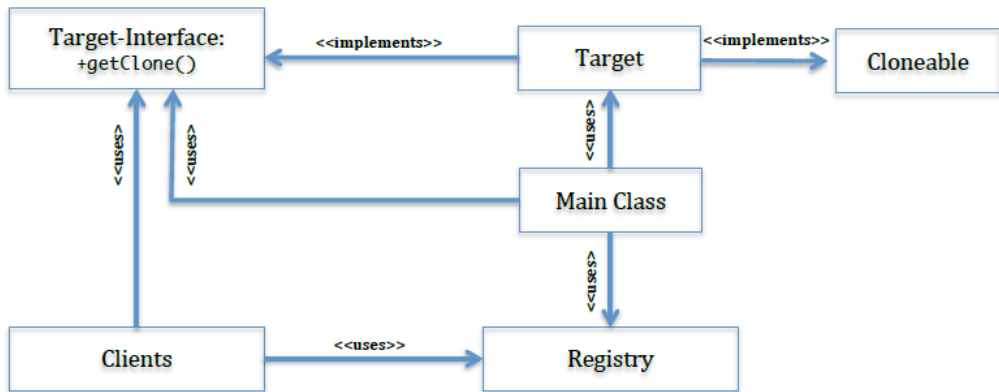 Target-Interface:
+getClone()
<<implements>>
Target
<<implements>>
Cloneable
<<uses>>
<<uses>>
<<uses>>
Main Class
<<uses>>
Clients
<<uses>>
Registry